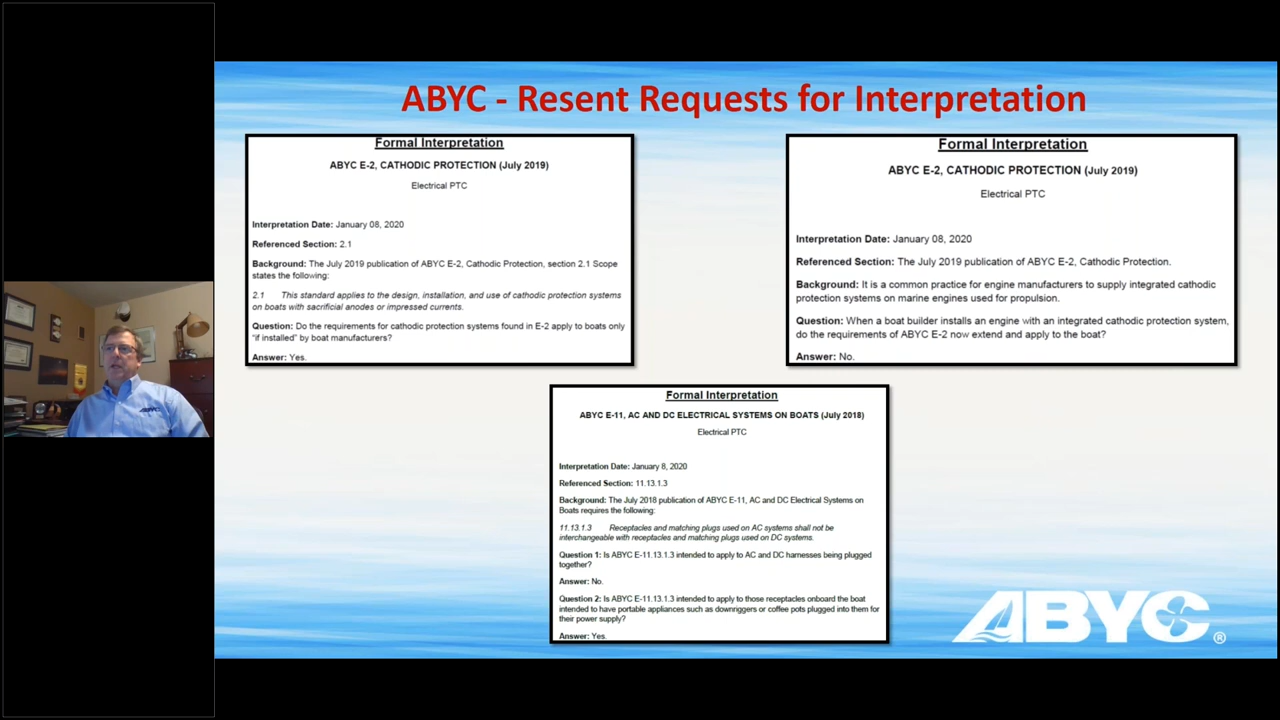 ABYC - Resent Requests for Interpretation
Formal Interpretation
ABYC E-2, CATHODIC PROTECTION (July 2019)
Electrical PTC
Interpretation Date: January 08, 2020
Referenced Section: 2.1
Background: The July 2019 publication of ABYC E-2, Cathodic Protection, section 2.1 Scope
states the following:
2.1 This standard applies to the design, installation, and use of cathodic protection systems
on boats with sacrificial anodes or impressed currents.
Question: Do the requirements for cathodic protection systems found in E-2 apply to boats only
"if installed" by boat manufacturers?
Answer: Yes.
Formal Interpretation
ABYC E-2, CATHODIC PROTECTION (July 2019)
Electrical PTC
Interpretation Date: January 08, 2020
Referenced Section: The July 2019 publication of ABYC E-2, Cathodic Protection.
Background: It is a common practice for engine manufacturers to supply integrated cathodic
protection systems on marine engines used for propulsion.
Question: When a boat builder installs an engine with an integrated cathodic protection system,
do the requirements of ABYC E-2 now extend and apply to the boat?
Answer: No.
Formal Interpretation
ABYC E-11, AC AND DC ELECTRICAL SYSTEMS ON BOATS (July 2018)
Electrical PTC
Interpretation Date: January 8, 2020
Referenced Section: 11.13.1.3
Background: The July 2018 publication of ABYC E-11, AC and DC Electrical Systems on
Boats requires the following:
11.13.1.3 Receptacles and matching plugs used on AC systems shall not be
interchangeable with receptacles and matching plugs used on DC systems.
Question 1: Is ABYC E-11.13.1.3 intended to apply to AC and DC harnesses being plugged
together?
Answer: No.
Question 2: Is ABYC E-11.13.1.3 intended to apply to those receptacles onboard the boat
intended to have portable appliances such as downriggers or coffee pots plugged into them for
their power supply?
Answer: Yes.
ABYC ®
ABYC